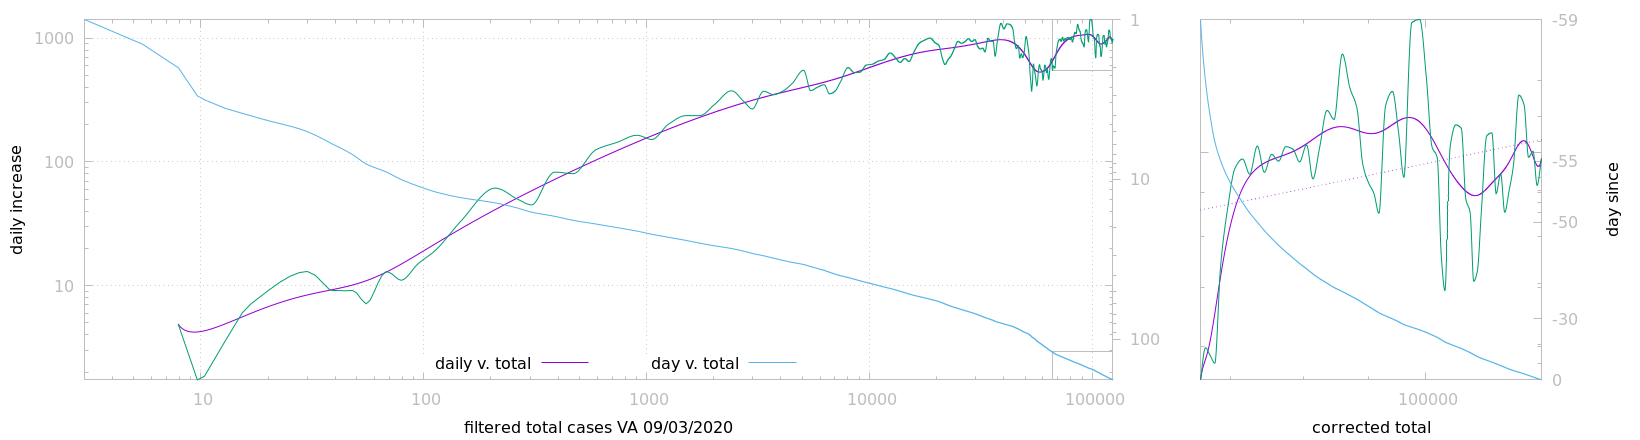 1000
100
10
daily increase
10
100
1000
10000
100000
filtered total cases VA 09/03/2020
daily v. total
day v. total
1
10
100
-59
-55
-50
-30
0
day since
100000
corrected total